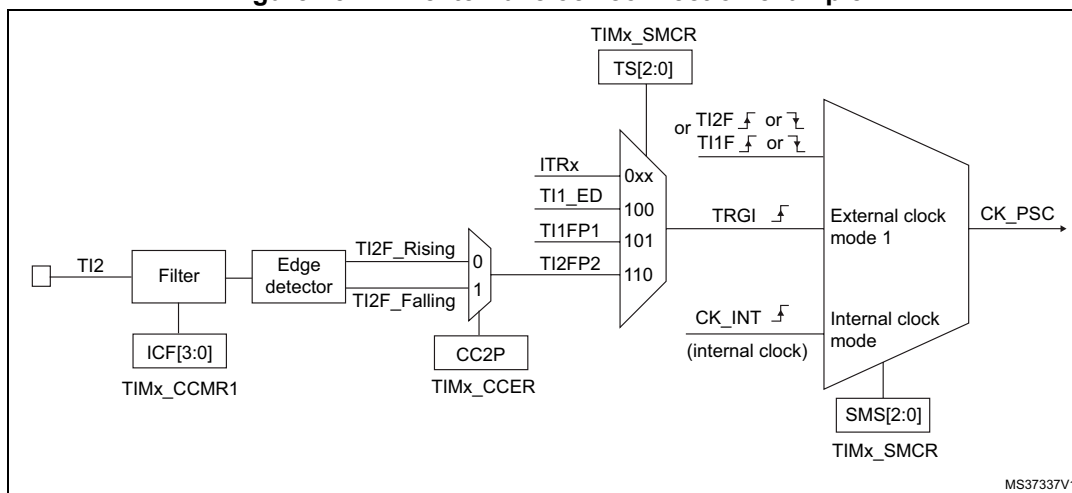 TIMx_SMCR
TS[2:0]
or TI2F or
TI1F or
ITRx
0xx
TI1_ED
100
TI1FP1
101
TI2FP2
110
TRGI
External clock
mode 1
CK_PSC
TI2
Filter
Edge
detector
TI2F_Rising
0
TI2F_Falling
1
CK_INT
(internal clock)
Internal clock
mode
ICF[3:0]
TIMx_CCMR1
CC2P
TIMx_CCER
SMS[2:0]
TIMx_SMCR